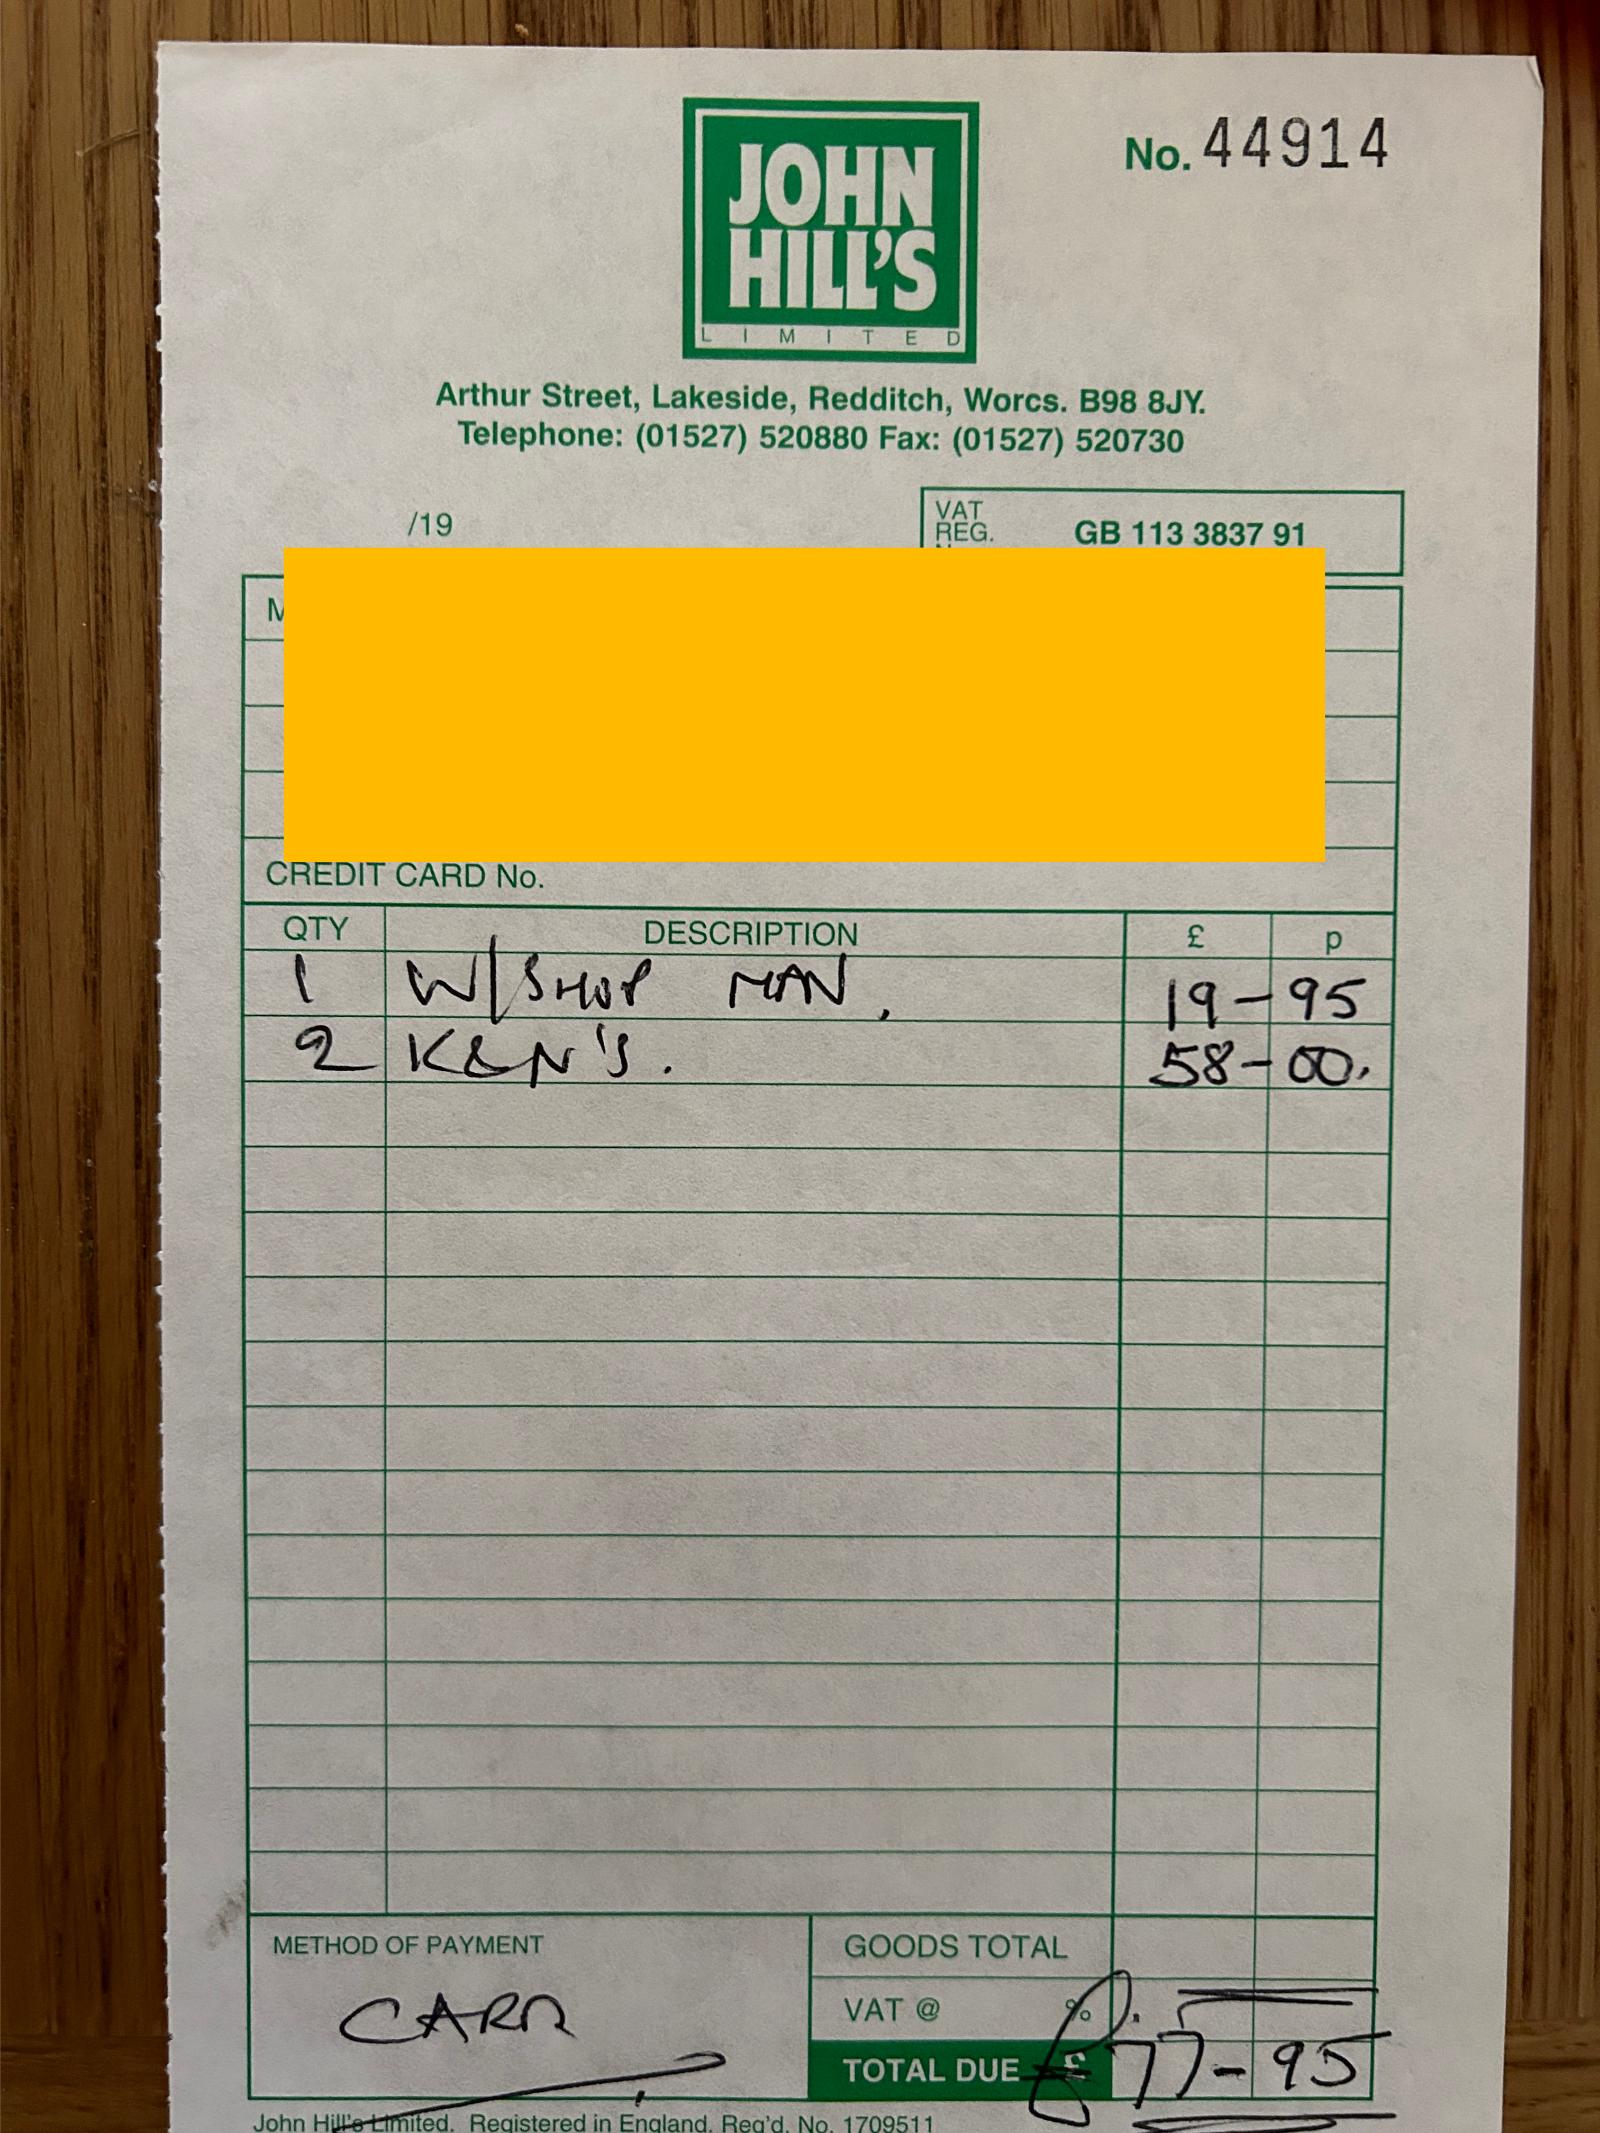 JOHN
HILL'S
LIMITED
No. 44914
Arthur Street, Lakeside, Redditch, Worcs. B98 8JY.
Telephone: (01527) 520880 Fax: (01527) 520730
/19
VAT
REG.
GB 113 3837 91
CREDIT CARD No.
QTY DESCRIPTION £ p
1 W/SHOP MAN. 19-95
2 K&N's. 58-00.
METHOD OF PAYMENT
CARD
GOODS TOTAL
VAT @ %
TOTAL DUE £ £77-95
John Hill's Limited. Registered in England. Reg'd. No. 1709511